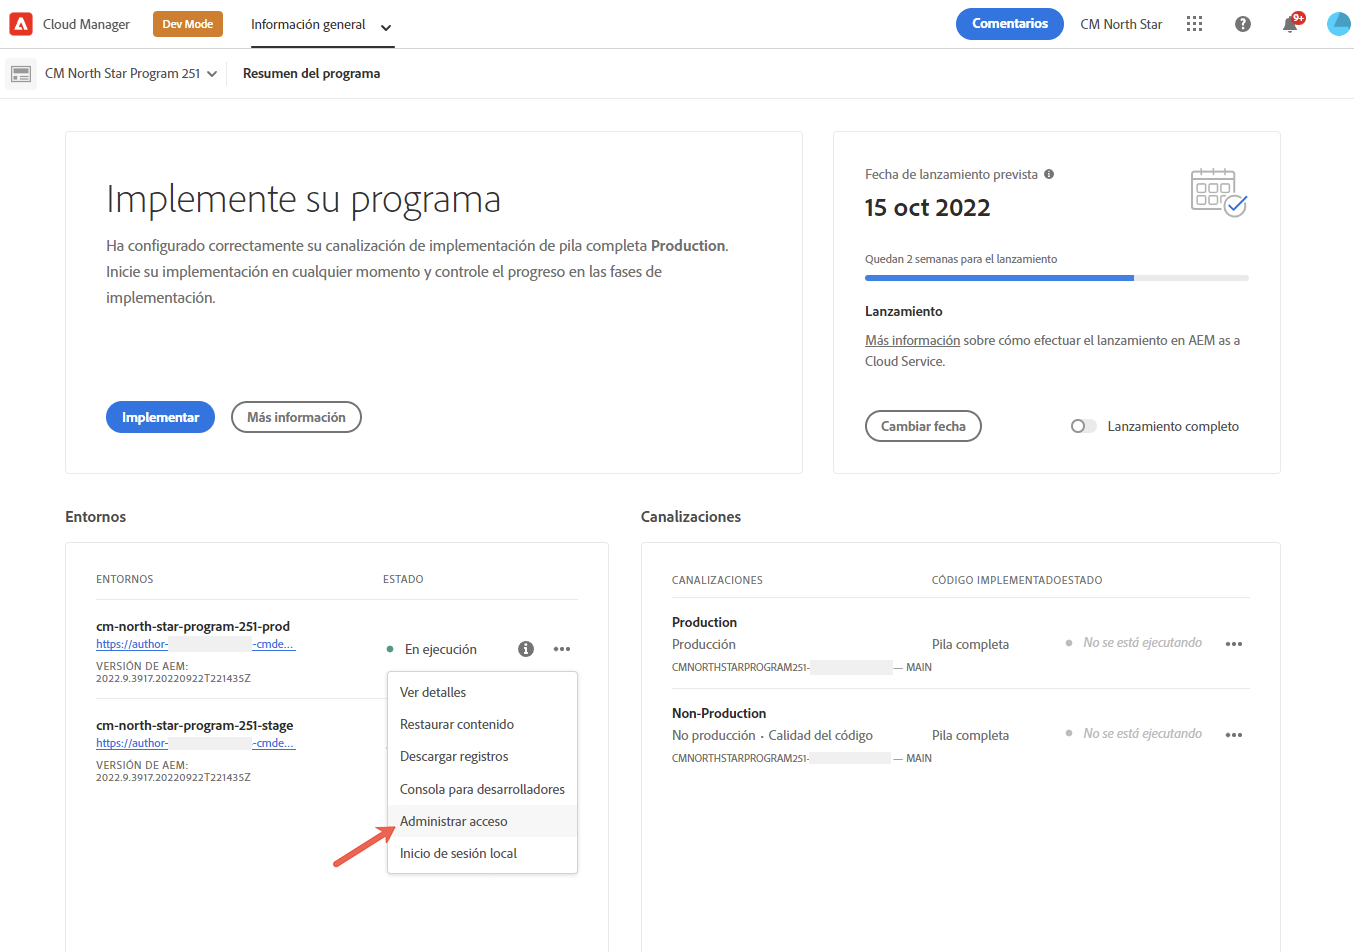 Cloud Manager
Dev Mode
Información general
Comentarios
CM North Star
9+
CM North Star Program 251
Resumen del programa
Implemente su programa
Ha configurado correctamente su canalización de implementación de pila completa Production.
Inicie su implementación en cualquier momento y controle el progreso en las fases de
implementación.
Implementar
Más información
Fecha de lanzamiento prevista
15 oct 2022
Quedan 2 semanas para el lanzamiento
Lanzamiento
Más información sobre cómo efectuar el lanzamiento en AEM as a
Cloud Service.
Cambiar fecha
Lanzamiento completo
Entornos
ENTORNOS
ESTADO
cm-north-star-program-251-prod
https://author- -cmde...
VERSIÓN DE AEM:
2022.9.3917.20220922T221435Z
En ejecución
cm-north-star-program-251-stage
https://author- -cmde...
VERSIÓN DE AEM:
2022.9.3917.20220922T221435Z
Ver detalles
Restaurar contenido
Descargar registros
Consola para desarrolladores
Administrar acceso
Inicio de sesión local
Canalizaciones
CANALIZACIONES
CÓDIGO IMPLEMENTADO
ESTADO
Production
Producción
CMNORTHSTARPROGRAM251- — MAIN
Pila completa
No se está ejecutando
Non-Production
No producción · Calidad del código
CMNORTHSTARPROGRAM251- — MAIN
Pila completa
No se está ejecutando